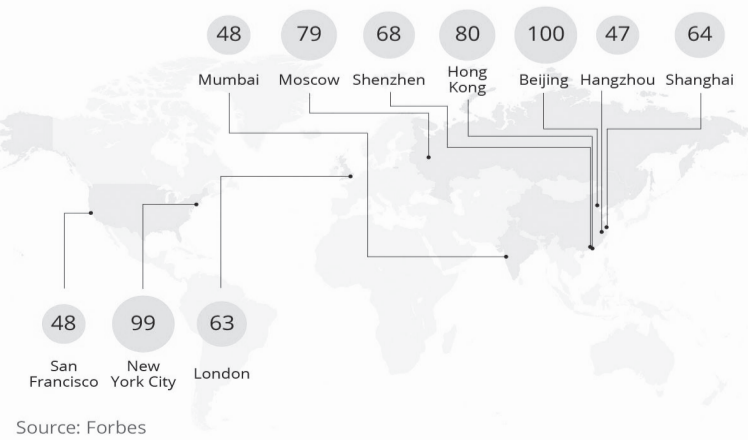 48 79 68 80 100 47 64
Mumbai Moscow Shenzhen Hong Kong Beijing Hangzhou Shanghai
48 99 63
San Francisco New York City London
Source: Forbes